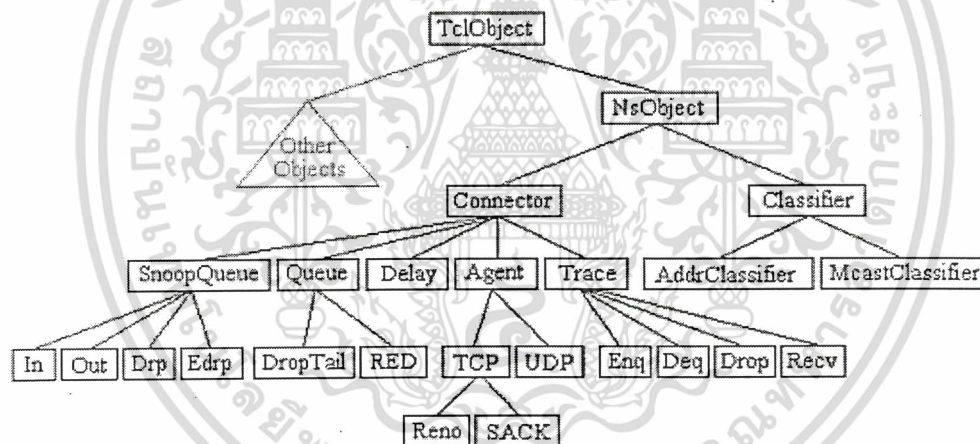 TclObject
NsObject
Other
Objects
Connector
Classifier
SnoopQueue
Queue
Delay
Agent
Trace
AddrClassifier
McastClassifier
In
Out
Drp
Edrp
DropTail
RED
TCP
UDP
Enq
Deq
Drop
Recv
Reno
SACK